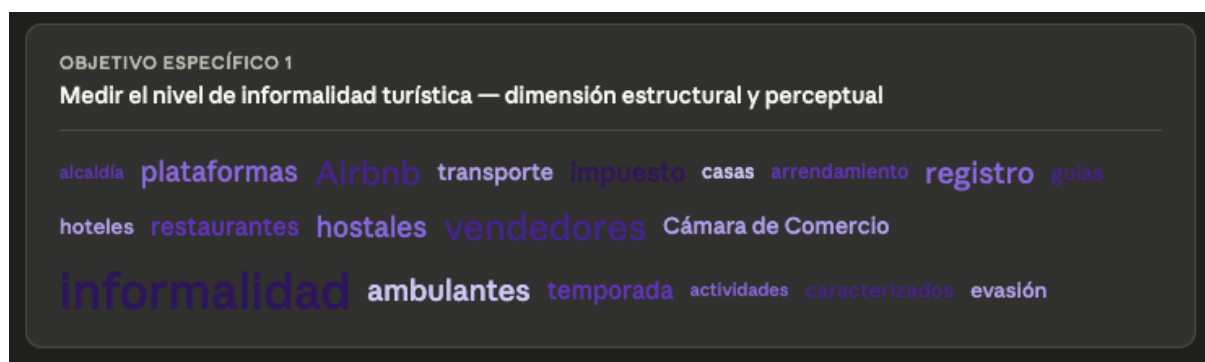 OBJETIVO ESPECÍFICO 1
Medir el nivel de informalidad turística — dimensión estructural y perceptual
alcaldía plataformas Airbnb transporte impuesto casas arrendamiento registro guías
hoteles restaurantes hostales vendedores Cámara de Comercio
informalidad ambulantes temporada actividades caracterizados evasión